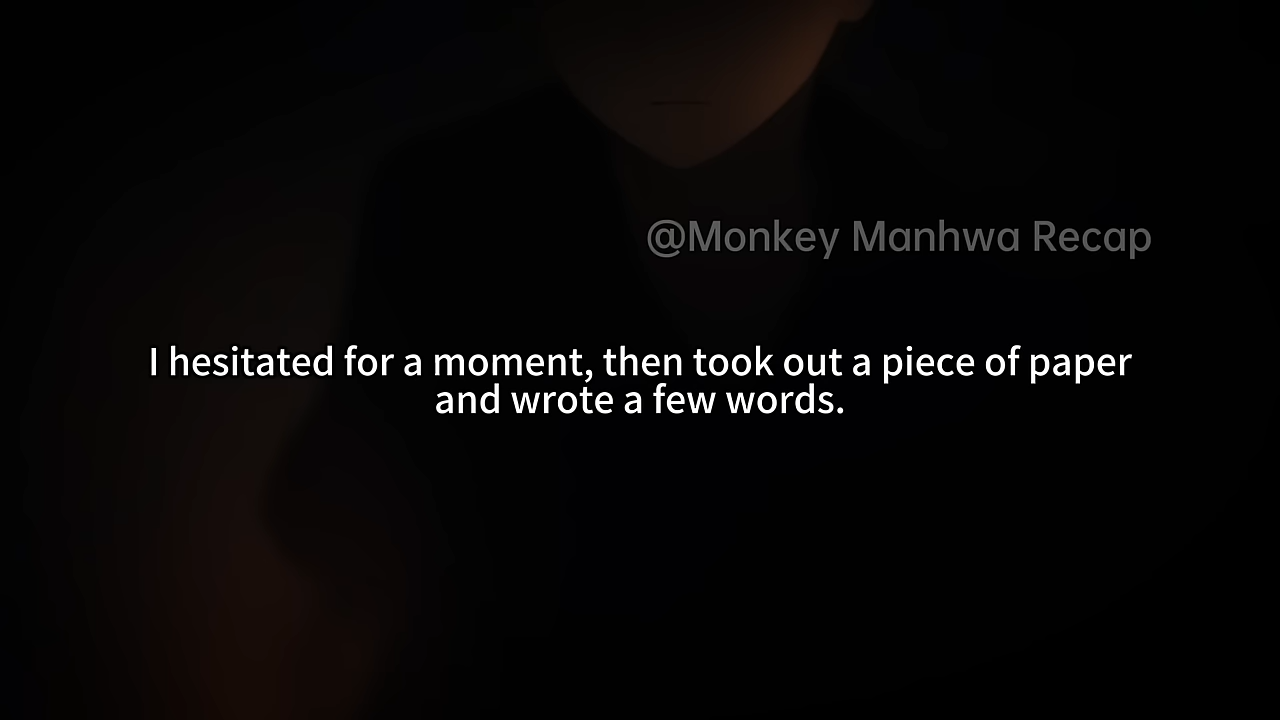 @Monkey Manhwa Recap
I hesitated for a moment, then took out a piece of paper
and wrote a few words.